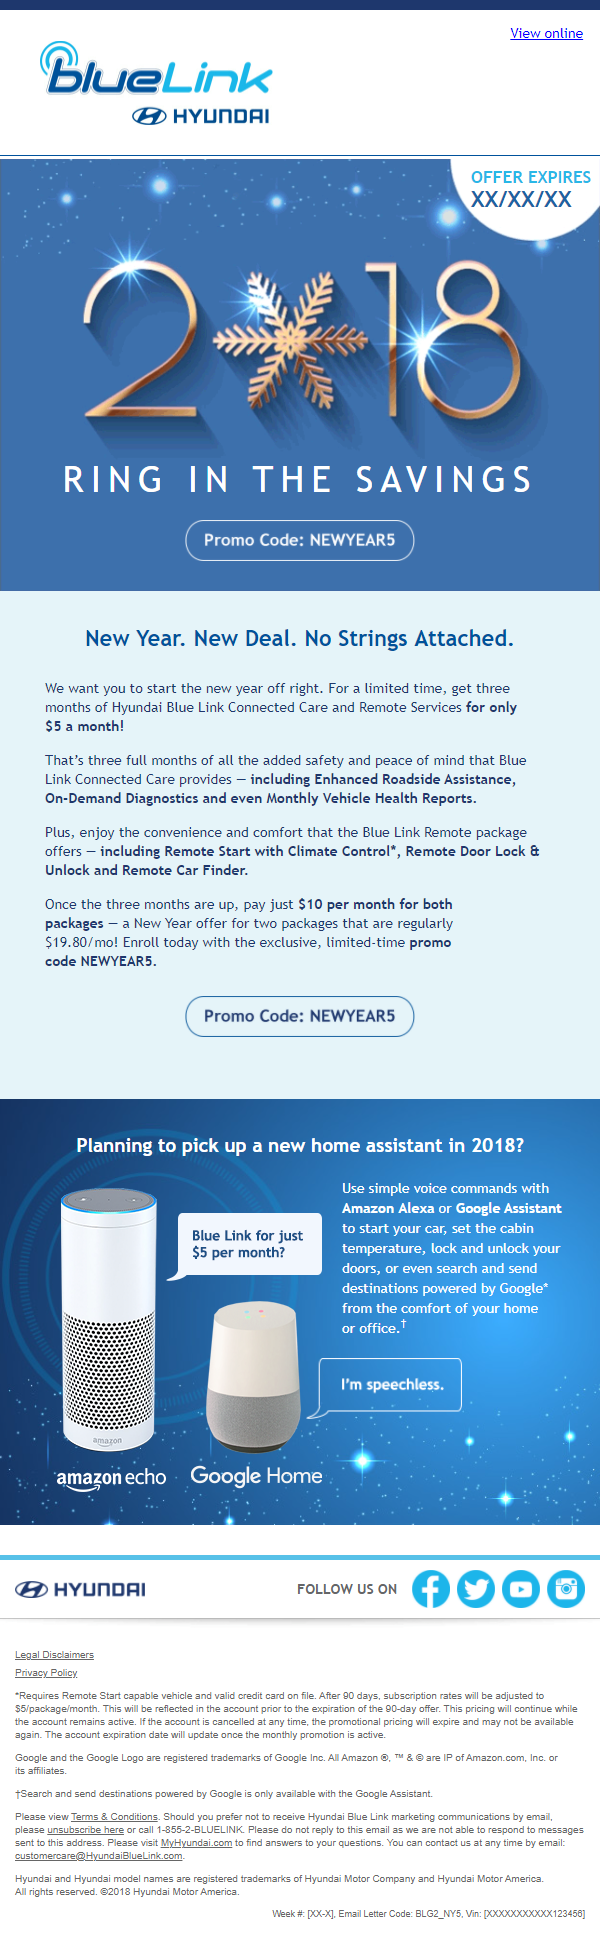 View online
blueLink
HYUNDAI
OFFER EXPIRES
XX/XX/XX
2018
RING IN THE SAVINGS
Promo Code: NEWYEAR5
New Year. New Deal. No Strings Attached.
We want you to start the new year off right. For a limited time, get three
months of Hyundai Blue Link Connected Care and Remote Services for only
$5 a month!
That’s three full months of all the added safety and peace of mind that Blue
Link Connected Care provides — including Enhanced Roadside Assistance,
On-Demand Diagnostics and even Monthly Vehicle Health Reports.
Plus, enjoy the convenience and comfort that the Blue Link Remote package
offers — including Remote Start with Climate Control*, Remote Door Lock &
Unlock and Remote Car Finder.
Once the three months are up, pay just $10 per month for both
packages — a New Year offer for two packages that are regularly
$19.80/mo! Enroll today with the exclusive, limited-time promo
code NEWYEAR5.
Promo Code: NEWYEAR5
Planning to pick up a new home assistant in 2018?
Use simple voice commands with
Amazon Alexa or Google Assistant
to start your car, set the cabin
temperature, lock and unlock your
doors, or even search and send
destinations powered by Google*
from the comfort of your home
or office.†
Blue Link for just
$5 per month?
I’m speechless.
amazon
amazon echo
Google Home
HYUNDAI
FOLLOW US ON
Legal Disclaimers
Privacy Policy
*Requires Remote Start capable vehicle and valid credit card on file. After 90 days, subscription rates will be adjusted to
$5/package/month. This will be reflected in the account prior to the expiration of the 90-day offer. This pricing will continue while
the account remains active. If the account is cancelled at any time, the promotional pricing will expire and may not be available
again. The account expiration date will update once the monthly promotion is active.
Google and the Google Logo are registered trademarks of Google Inc. All Amazon ®, ™ & © are IP of Amazon.com, Inc. or
its affiliates.
†Search and send destinations powered by Google is only available with the Google Assistant.
Please view Terms & Conditions. Should you prefer not to receive Hyundai Blue Link marketing communications by email,
please unsubscribe here or call 1-855-2-BLUELINK. Please do not reply to this email as we are not able to respond to messages
sent to this address. Please visit MyHyundai.com to find answers to your questions. You can contact us at any time by email:
customercare@HyundaiBlueLink.com.
Hyundai and Hyundai model names are registered trademarks of Hyundai Motor Company and Hyundai Motor America.
All rights reserved. ©2018 Hyundai Motor America.
Week #: [XX-X], Email Letter Code: BLG2_NY5, Vin: [XXXXXXXXXXX123456]